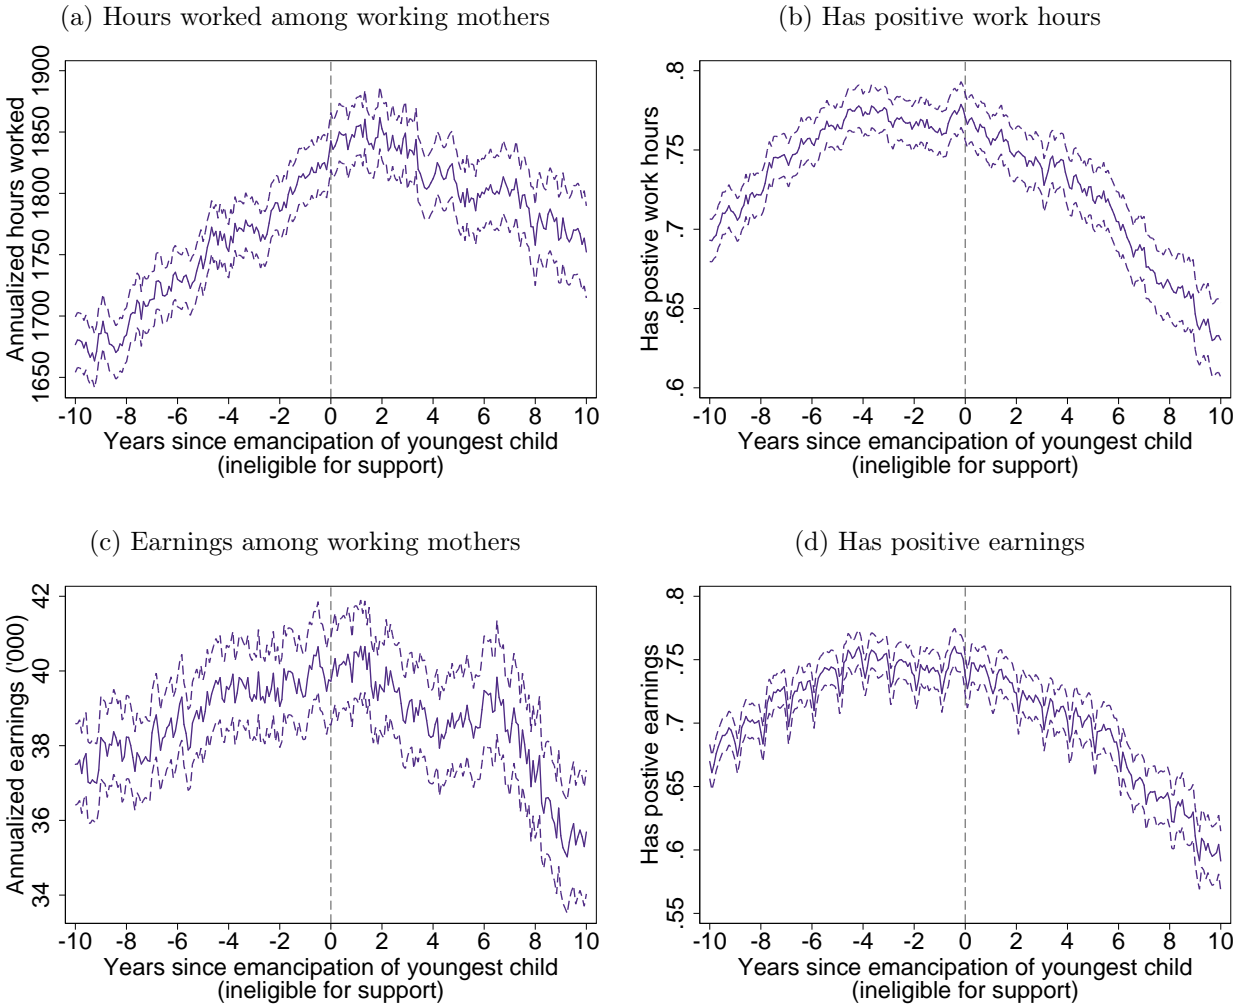 (a) Hours worked among working mothers
Annualized hours worked
1650 1700 1750 1800 1850 1900
-10 -8 -6 -4 -2 0 2 4 6 8 10
Years since emancipation of youngest child
(ineligible for support)
(b) Has positive work hours
Has postive work hours
.6 .65 .7 .75 .8
-10 -8 -6 -4 -2 0 2 4 6 8 10
Years since emancipation of youngest child
(ineligible for support)
(c) Earnings among working mothers
Annualized earnings ('000)
34 36 38 40 42
-10 -8 -6 -4 -2 0 2 4 6 8 10
Years since emancipation of youngest child
(ineligible for support)
(d) Has positive earnings
Has postive earnings
.55 .6 .65 .7 .75 .8
-10 -8 -6 -4 -2 0 2 4 6 8 10
Years since emancipation of youngest child
(ineligible for support)